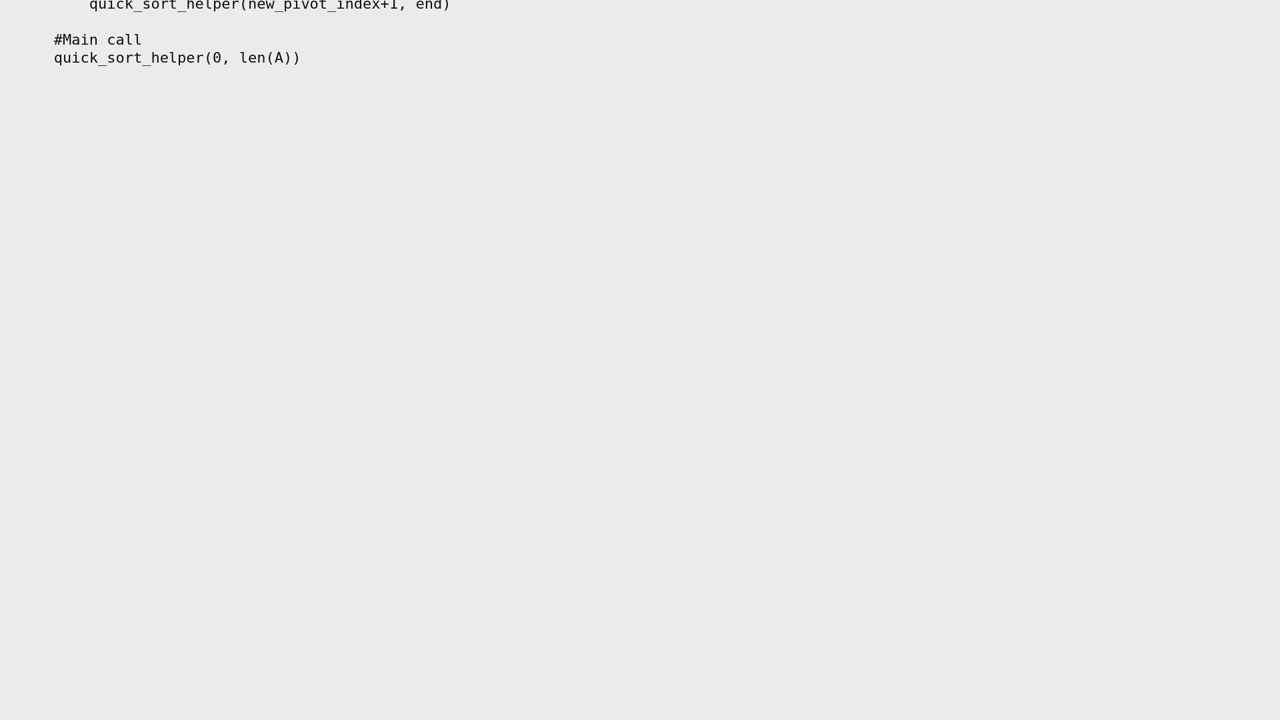 quick_sort_helper(new_pivot_index+1, end)
#Main call
quick_sort_helper(0, len(A))